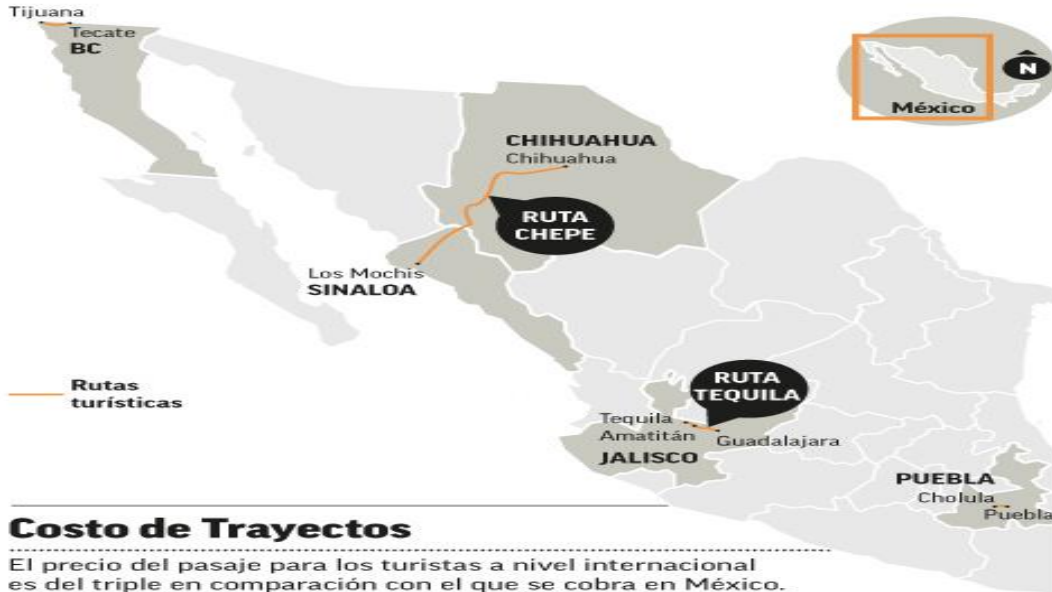 Tijuana
Tecate
BC
México
N
CHIHUAHUA
Chihuahua
RUTA
CHEPE
Los Mochis
SINALOA
Rutas
turísticas
RUTA
TEQUILA
Tequila
Amatitán
Guadalajara
JALISCO
PUEBLA
Cholula
Puebla
Costo de Trayectos
El precio del pasaje para los turistas a nivel internacional
es del triple en comparación con el que se cobra en México.